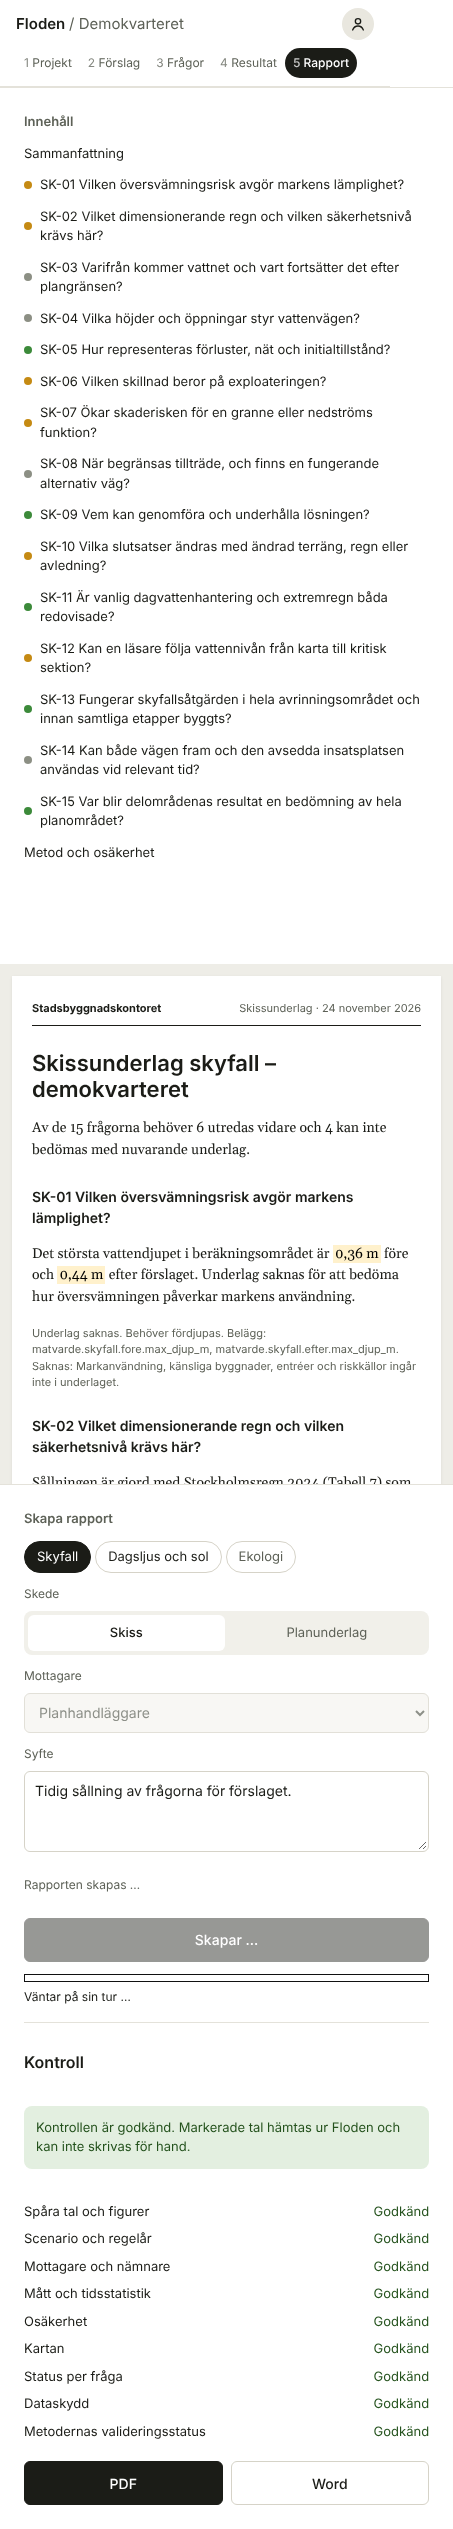 Floden / Demokvarteret
1 Projekt 2 Förslag 3 Frågor 4 Resultat 5 Rapport
Innehåll
Sammanfattning
SK-01 Vilken översvämningsrisk avgör markens lämplighet?
SK-02 Vilket dimensionerande regn och vilken säkerhetsnivå
krävs här?
SK-03 Varifrån kommer vattnet och vart fortsätter det efter
plangränsen?
SK-04 Vilka höjder och öppningar styr vattenvägen?
SK-05 Hur representeras förluster, nät och initialtillstånd?
SK-06 Vilken skillnad beror på exploateringen?
SK-07 Ökar skaderisken för en granne eller nedströms
funktion?
SK-08 När begränsas tillträde, och finns en fungerande
alternativ väg?
SK-09 Vem kan genomföra och underhålla lösningen?
SK-10 Vilka slutsatser ändras med ändrad terräng, regn eller
avledning?
SK-11 Är vanlig dagvattenhantering och extremregn båda
redovisade?
SK-12 Kan en läsare följa vattennivån från karta till kritisk
sektion?
SK-13 Fungerar skyfallsåtgärden i hela avrinningsområdet och
innan samtliga etapper byggts?
SK-14 Kan både vägen fram och den avsedda insatsplatsen
användas vid relevant tid?
SK-15 Var blir delområdenas resultat en bedömning av hela
planområdet?
Metod och osäkerhet
Stadsbyggnadskontoret Skissunderlag · 24 november 2026
Skissunderlag skyfall –
demokvarteret
Av de 15 frågorna behöver 6 utredas vidare och 4 kan inte
bedömas med nuvarande underlag.
SK-01 Vilken översvämningsrisk avgör markens
lämplighet?
Det största vattendjupet i beräkningsområdet är 0,36 m före
och 0,44 m efter förslaget. Underlag saknas för att bedöma
hur översvämningen påverkar markens användning.
Underlag saknas. Behöver fördjupas. Belägg:
matvarde.skyfall.fore.max_djup_m, matvarde.skyfall.efter.max_djup_m.
Saknas: Markanvändning, känsliga byggnader, entréer och riskkällor ingår
inte i underlaget.
SK-02 Vilket dimensionerande regn och vilken
säkerhetsnivå krävs här?
Sållningen är gjord med Stockholmsregn 2024 (Tabell 7) som
Skapa rapport
Skyfall Dagsljus och sol Ekologi
Skede
Skiss Planunderlag
Mottagare
Planhandläggare
Syfte
Tidig sållning av frågorna för förslaget.
Rapporten skapas …
Skapar …
Väntar på sin tur …
Kontroll
Kontrollen är godkänd. Markerade tal hämtas ur Floden och
kan inte skrivas för hand.
Spåra tal och figurer Godkänd
Scenario och regelår Godkänd
Mottagare och nämnare Godkänd
Mått och tidsstatistik Godkänd
Osäkerhet Godkänd
Kartan Godkänd
Status per fråga Godkänd
Dataskydd Godkänd
Metodernas valideringsstatus Godkänd
PDF Word